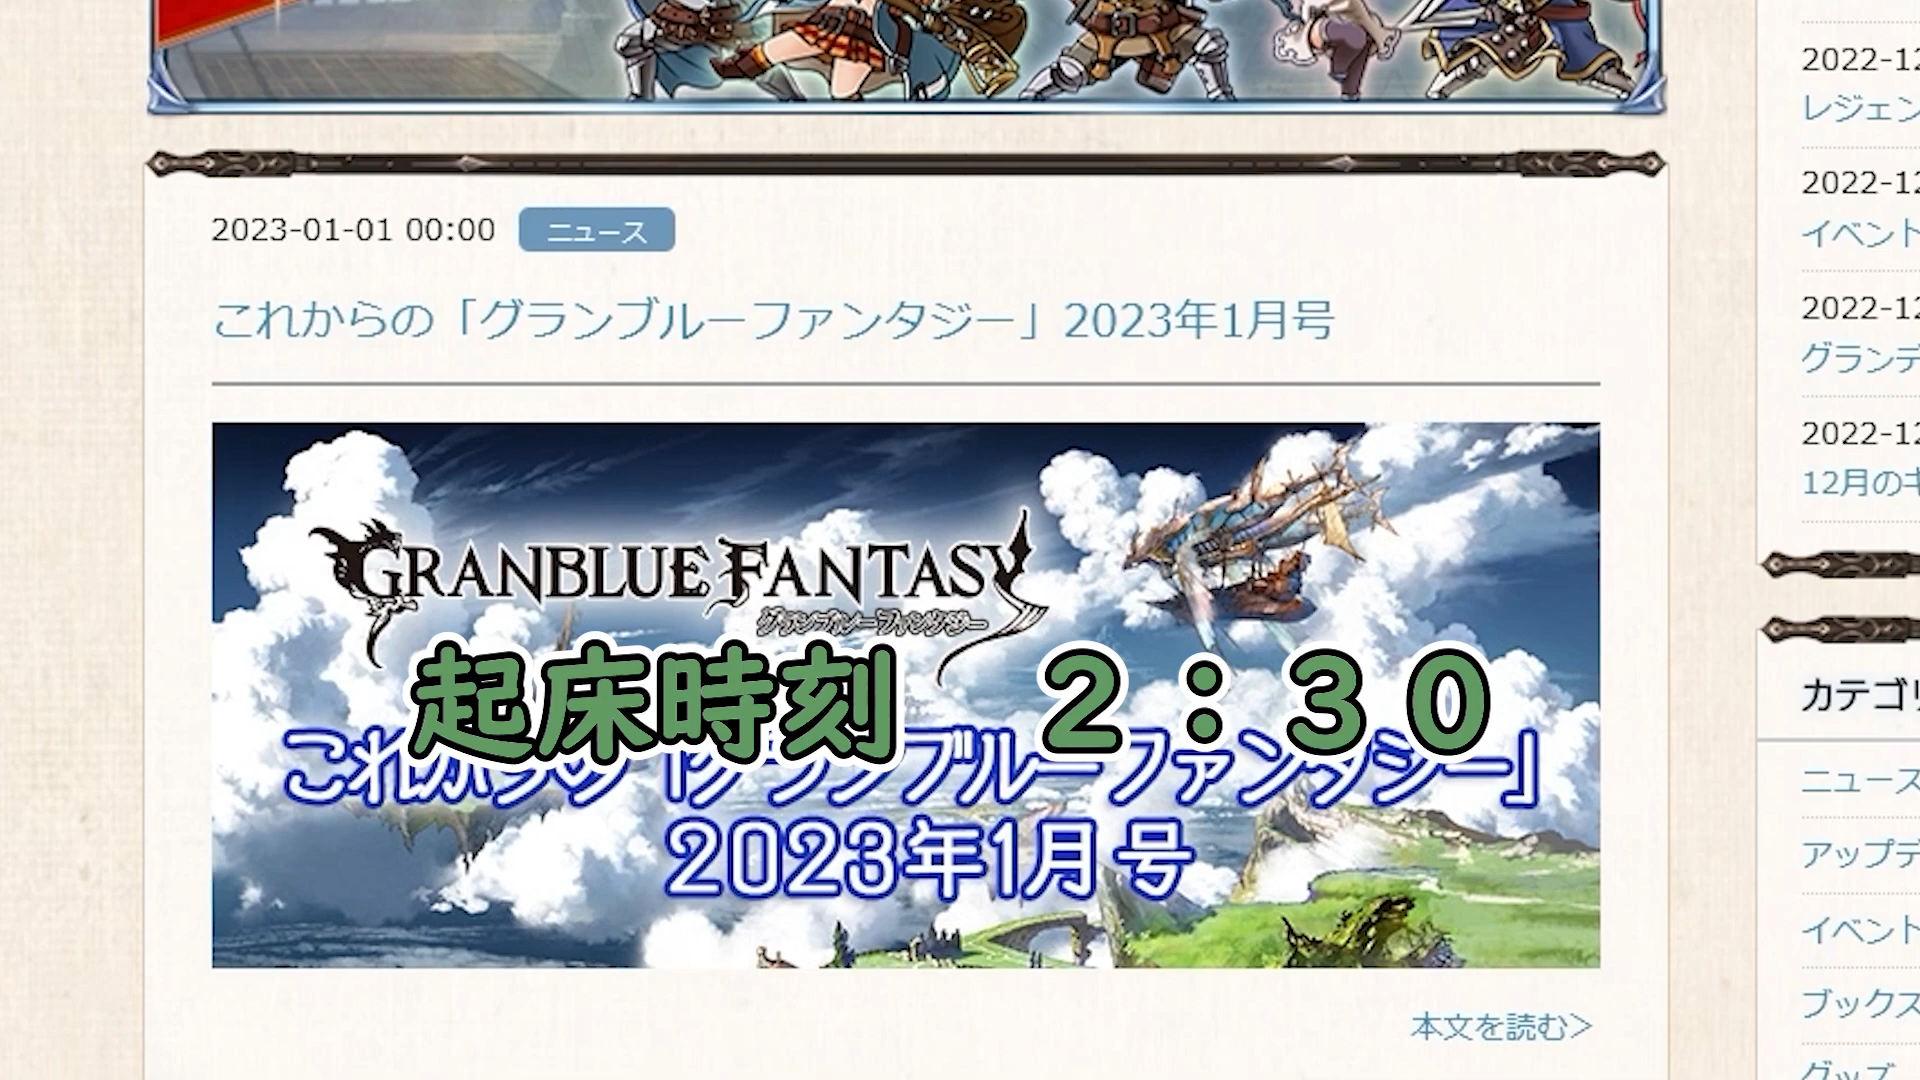 2023-01-01 00:00 ニュース
これからの「グランブルーファンタジー」2023年1月号
GRANBLUE FANTASY
グランブルーファンタジー
起床時刻 2:30
これからの「グランブルーファンタジー」
2023年1月号
本文を読む>
2022-12
レジェン
2022-12
イベント
2022-12
グランデ
2022-12
12月のキ
カテゴリ
ニュース
アップデ
イベント
ブックス
グッズ